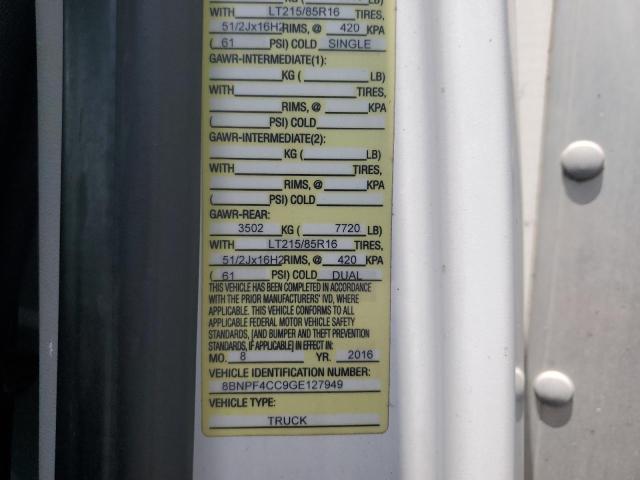 LB)
WITH LT215/85R16 TIRES,
51/2Jx16H2 RIMS, @ 420 KPA
( 61 PSI) COLD SINGLE
GAWR-INTERMEDIATE(1):
KG ( LB)
WITH TIRES,
RIMS, @ KPA
( PSI) COLD
GAWR-INTERMEDIATE(2):
KG ( LB)
WITH TIRES,
RIMS, @ KPA
( PSI) COLD
GAWR-REAR:
3502 KG ( 7720 LB)
WITH LT215/85R16 TIRES,
51/2Jx16H2 RIMS, @ 420 KPA
( 61 PSI) COLD DUAL
THIS VEHICLE HAS BEEN COMPLETED IN ACCORDANCE
WITH THE PRIOR MANUFACTURERS' IVD, WHERE
APPLICABLE. THIS VEHICLE CONFORMS TO ALL
APPLICABLE FEDERAL MOTOR VEHICLE SAFETY
STANDARDS, [AND BUMPER AND THEFT PREVENTION
STANDARDS, IF APPLICABLE] IN EFFECT IN:
MO. 8 YR. 2016
VEHICLE IDENTIFICATION NUMBER:
8BNPF4CC9GE127949
VEHICLE TYPE:
TRUCK